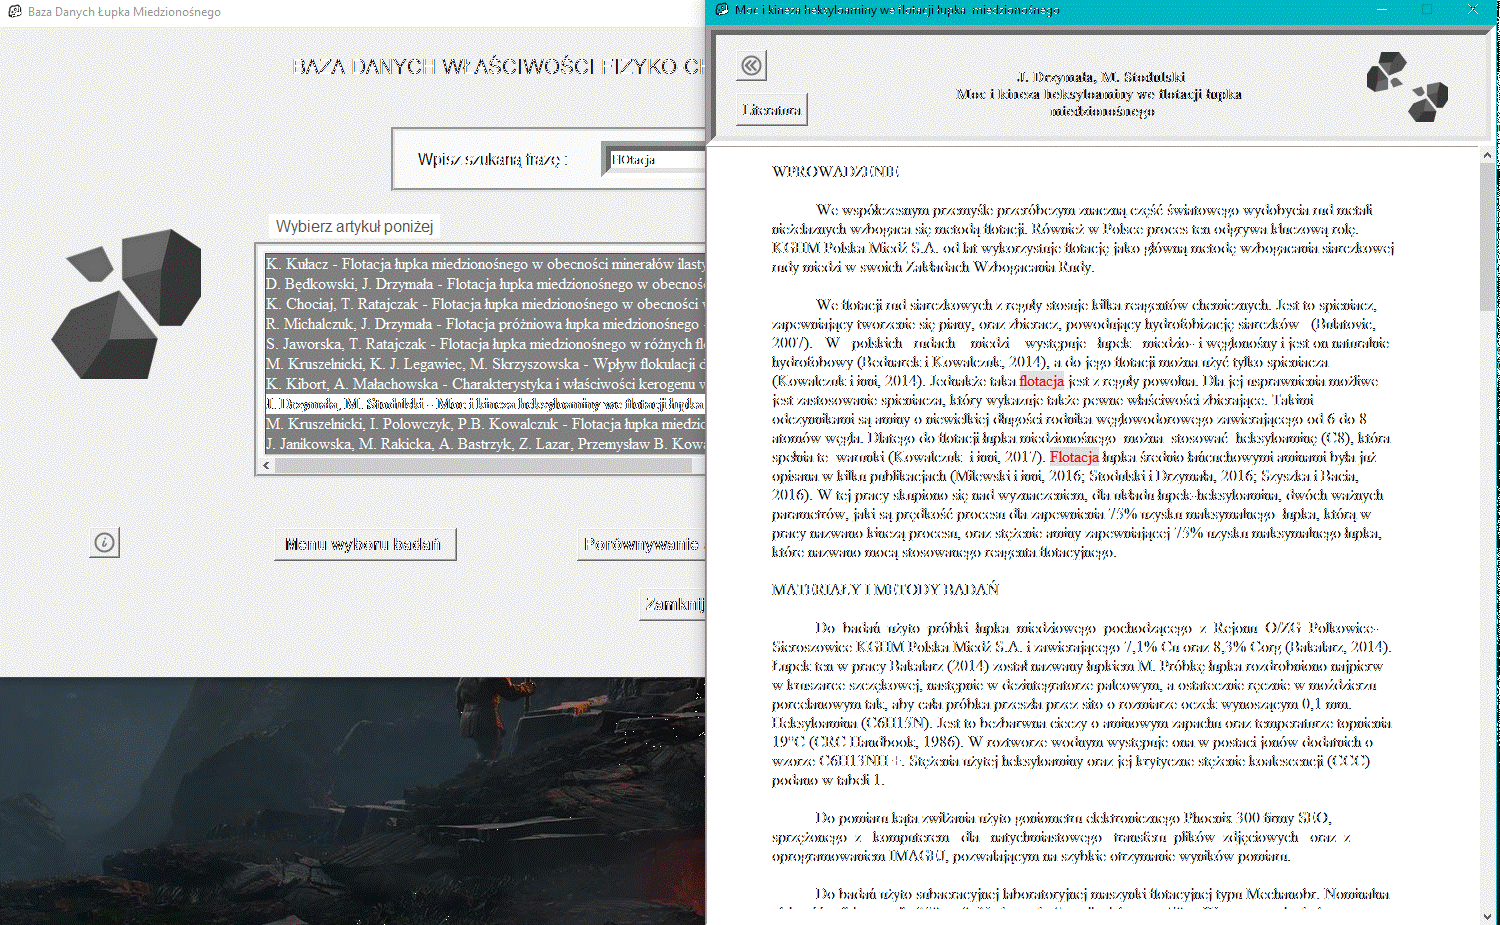 Baza Danych Łupka Miedzionośnego
BAZA DANYCH WŁAŚCIWOŚCI FIZYKO CH
Wpisz szukaną frazę :
flOtacja
Wybierz artykuł poniżej
K. Kułacz - Flotacja łupka miedzionośnego w obecności minerałów ilasty
D. Będkowski, J. Drzymała - Flotacja łupka miedzionośnego w obecnoś
K. Chociaj, T. Ratajczak - Flotacja łupka miedzionośnego w obecności
R. Michalczuk, J. Drzymała - Flotacja próżniowa łupka miedzionośnego -
S. Jaworska, T. Ratajczak - Flotacja łupka miedzionośnego w różnych fl
M. Kruszelnicki, K. J. Legawiec, M. Skrzyszowska - Wpływ flokulacji d
K. Kibort, A. Małachowska - Charakterystyka i właściwości kerogenu w
J. Drzymała, M. Stodulski - Moc i kineza heksyloaminy we flotacji łupka
M. Kruszelnicki, I. Polowczyk, P.B. Kowalczuk - Flotacja łupka miedzio
J. Janikowska, M. Rakicka, A. Bastrzyk, Z. Lazar, Przemysław B. Kowa
Menu wyboru badań
Porównywanie
Zamknij
Moc i kineza heksyloaminy we flotacji łupka miedzionośnego
Literatura
J. Drzymała, M. Stodulski
Moc i kineza heksyloaminy we flotacji łupka
miedzionośnego
WPROWADZENIE
We współczesnym przemyśle przeróbczym znaczną część światowego wydobycia rud metali
nieżelaznych wzbogaca się metodą flotacji. Również w Polsce proces ten odgrywa kluczową rolę.
KGHM Polska Miedź S.A. od lat wykorzystuje flotację jako główną metodę wzbogacania siarczkowej
rudy miedzi w swoich Zakładach Wzbogacania Rudy.
We flotacji rud siarczkowych z reguły stosuje kilka reagentów chemicznych. Jest to spieniacz,
zapewniający tworzenie się piany, oraz zbieracz, powodujący hydrofobizację siarczków (Bulatovic,
2007). W polskich rudach miedzi występuje łupek miedzio- i węglonośny i jest on naturalnie
hydrofobowy (Bednarek i Kowalczuk, 2014), a do jego flotacji można użyć tylko spieniacza
(Kowalczuk i inni, 2014). Jednakże taka flotacja jest z reguły powolna. Dla jej usprawnienia możliwe
jest zastosowanie spieniacza, który wykazuje także pewne właściwości zbierające. Takimi
odczynnikami są aminy o niewielkiej długości rodnika węglowodorowego zawierającego od 6 do 8
atomów węgla. Dlatego do flotacji łupka miedzionośnego można stosować heksyloaminę (C8), która
spełnia te warunki (Kowalczuk i inni, 2017). Flotacja łupka średnio łańcuchowymi aminami była już
opisana w kilku publikacjach (Milewski i inni, 2016; Stodulski i Drzymała, 2016; Szyszka i Bacia,
2016). W tej pracy skupiono się nad wyznaczeniem, dla układu łupek-heksyloamina, dwóch ważnych
parametrów, jaki są prędkość procesu dla zapewnienia 75% uzysku maksymalnego łupka, którą w
pracy nazwano kinezą procesu, oraz stężenie aminy zapewniającej 75% uzysku maksymalnego łupka,
które nazwano mocą stosowanego reagenta flotacyjnego.
MATERIAŁY I METODY BADAŃ
Do badań użyto próbki łupka miedziowego pochodzącego z Rejonu O/ZG Polkowice-
Sieroszowice KGHM Polska Miedź S.A. i zawierającego 7,1% Cu oraz 8,3% Corg (Bakalarz, 2014).
Łupek ten w pracy Bakalarz (2014) został nazwany łupkiem M. Próbkę łupka rozdrobniono najpierw
w kruszarce szczękowej, następnie w dezintegratorze palcowym, a ostatecznie ręcznie w moździerzu
porcelanowym tak, aby cała próbka przeszła przez sito o rozmiarze oczek wynoszącym 0,1 mm.
Heksyloamina (C6H15N). Jest to bezbarwna cieczy o aminowym zapachu oraz temperaturze topnienia
19°C (CRC Handbook, 1986). W roztworze wodnym występuje ona w postaci jonów dodatnich o
wzorze C6H13NH+. Stężenia użytej heksyloaminy oraz jej krytyczne stężenie koalescencji (CCC)
podano w tabeli 1.
Do pomiaru kąta zwilżania użyto goniometru elektronicznego Phoenix 300 firmy SEO,
sprzężonego z komputerem dla natychmiastowego transferu plików zdjęciowych oraz z
oprogramowaniem IMAGEJ, pozwalającym na szybkie otrzymanie wyników pomiaru.
Do badań użyto subaeracyjnej laboratoryjnej maszynki flotacyjnej typu Mechanobr. Nominalna